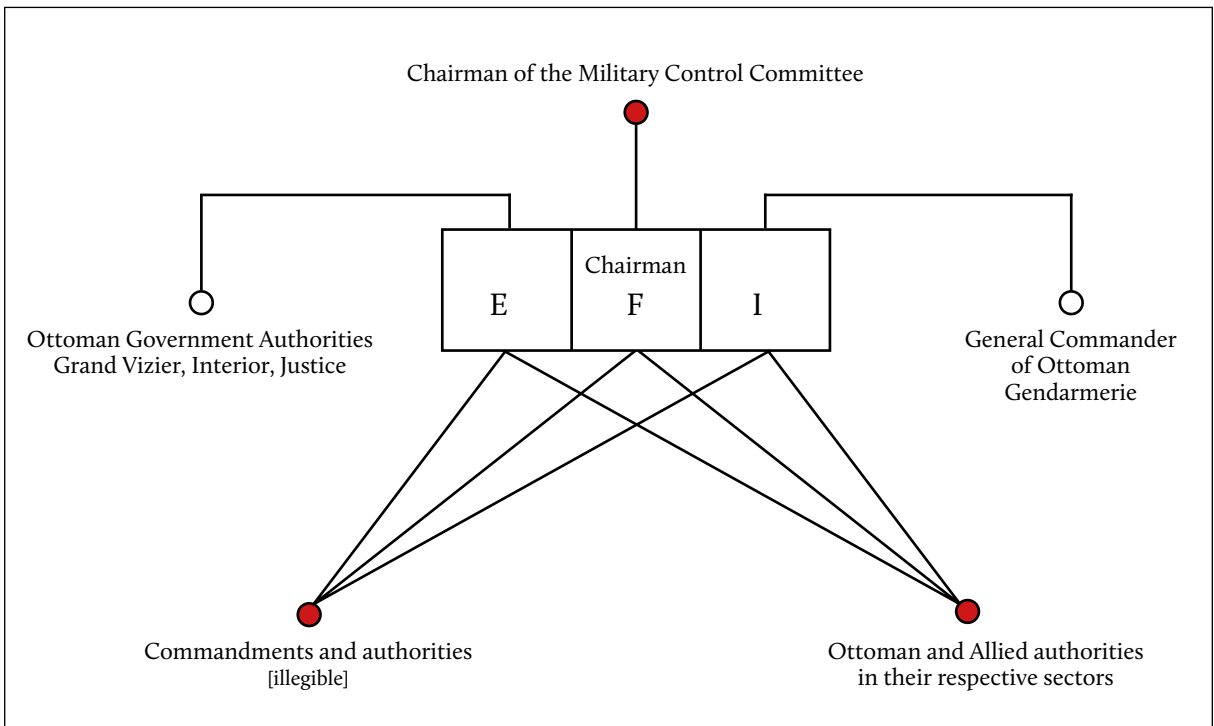 Chairman of the Military Control Committee
Chairman
E
F
I
Ottoman Government Authorities
Grand Vizier, Interior, Justice
General Commander
of Ottoman
Gendarmerie
Commandments and authorities
[illegible]
Ottoman and Allied authorities
in their respective sectors